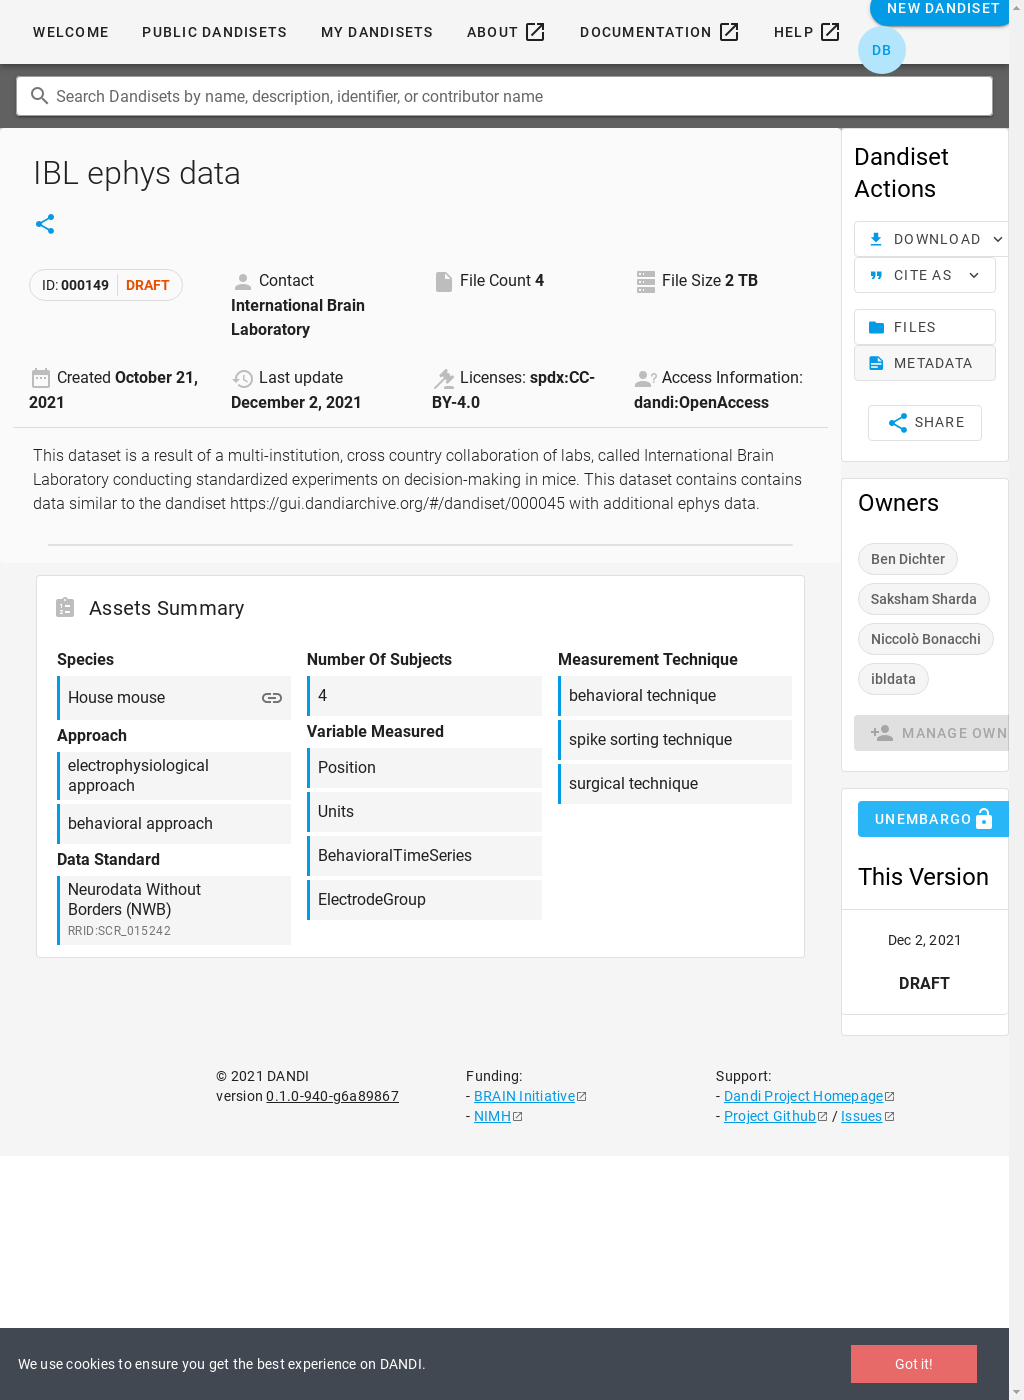 NEW DANDISET
WELCOME PUBLIC DANDISETS MY DANDISETS ABOUT DOCUMENTATION HELP
DB
Search Dandisets by name, description, identifier, or contributor name
IBL ephys data
ID: 000149 DRAFT
Contact
International Brain
Laboratory
File Count 4
File Size 2 TB
Created October 21,
2021
Last update
December 2, 2021
Licenses: spdx:CC-
BY-4.0
Access Information:
dandi:OpenAccess
This dataset is a result of a multi-institution, cross country collaboration of labs, called International Brain
Laboratory conducting standardized experiments on decision-making in mice. This dataset contains contains
data similar to the dandiset https://gui.dandiarchive.org/#/dandiset/000045 with additional ephys data.
Assets Summary
Species
House mouse
Approach
electrophysiological
approach
behavioral approach
Data Standard
Neurodata Without
Borders (NWB)
RRID:SCR_015242
Number Of Subjects
4
Variable Measured
Position
Units
BehavioralTimeSeries
ElectrodeGroup
Measurement Technique
behavioral technique
spike sorting technique
surgical technique
Dandiset
Actions
DOWNLOAD
CITE AS
FILES
METADATA
SHARE
Owners
Ben Dichter
Saksham Sharda
Niccolò Bonacchi
ibldata
MANAGE OWN
UNEMBARGO
This Version
Dec 2, 2021
DRAFT
© 2021 DANDI
version 0.1.0-940-g6a89867
Funding:
- BRAIN Initiative
- NIMH
Support:
- Dandi Project Homepage
- Project Github / Issues
We use cookies to ensure you get the best experience on DANDI.
Got it!